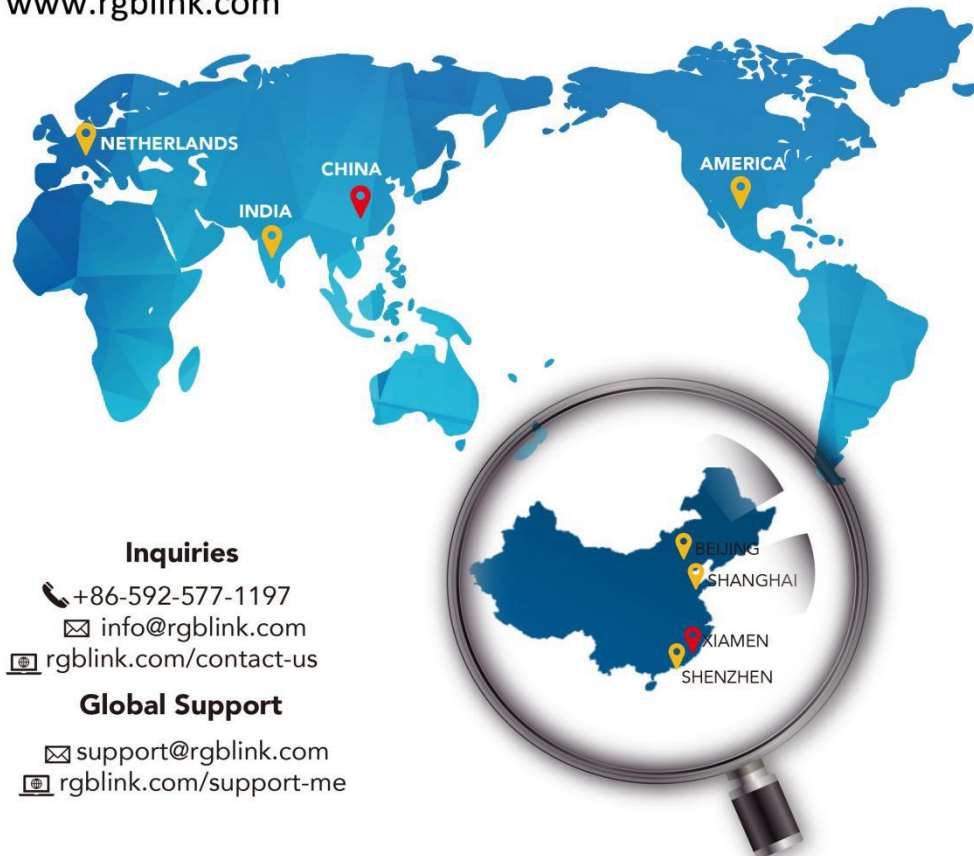 www.rgblink.com
NETHERLANDS
CHINA
INDIA
AMERICA
BEIJING
SHANGHAI
XIAMEN
SHENZHEN
Inquiries
+86-592-577-1197
info@rgblink.com
rgblink.com/contact-us
Global Support
support@rgblink.com
rgblink.com/support-me